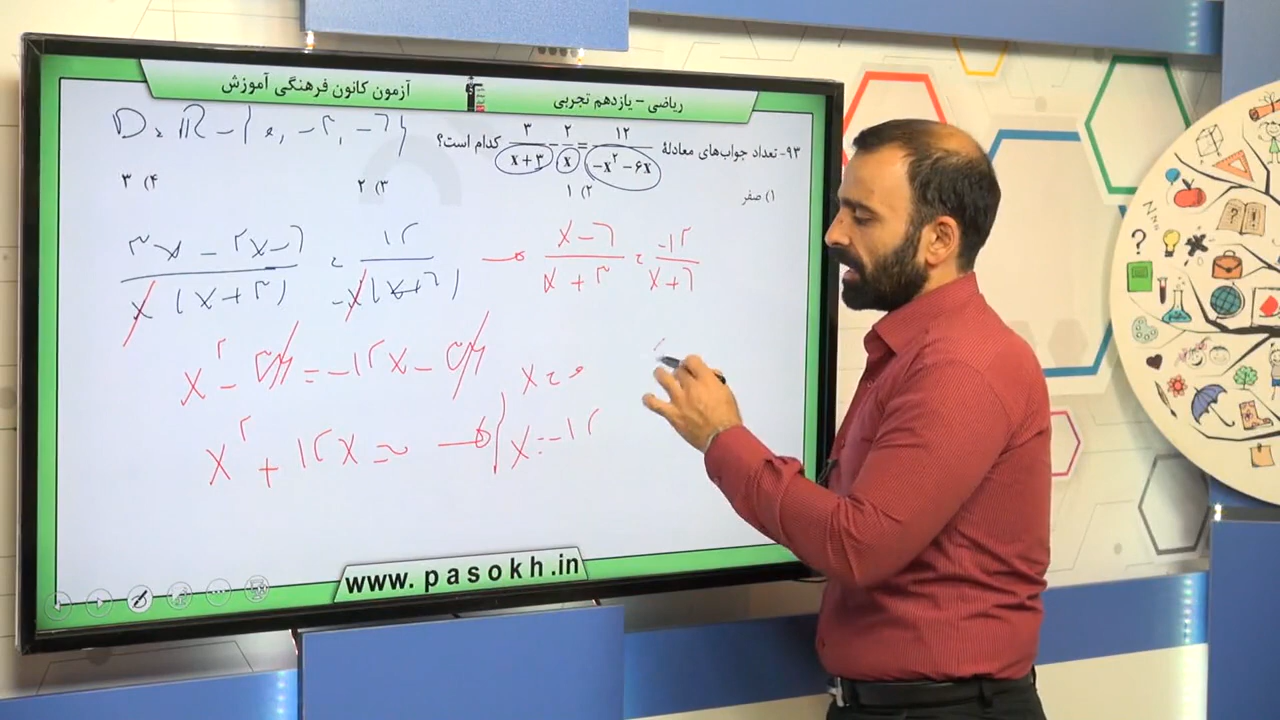 ریاضی - یازدهم تجربی
آزمون کانون فرهنگی آموزش
D = ℝ - { ۰, -۳, -۶ }
۹۳- تعداد جواب‌های معادلهٔ ۳/(x+۳) - ۲/x = ۱۲/(-x² - ۶x) کدام است؟
۱) صفر
۲) ۱
۳) ۲
۴) ۳
(۳x - ۲x - ۶)/(x(x+۳)) = ۱۲/(-x(x+۶)) → (x - ۶)/(x + ۳) = -۱۲/(x + ۶)
x² - ۳۶ = -۱۲x - ۳۶
x = ۰
x² + ۱۲x = ۰ → { x = -۱۲
www.pasokh.in